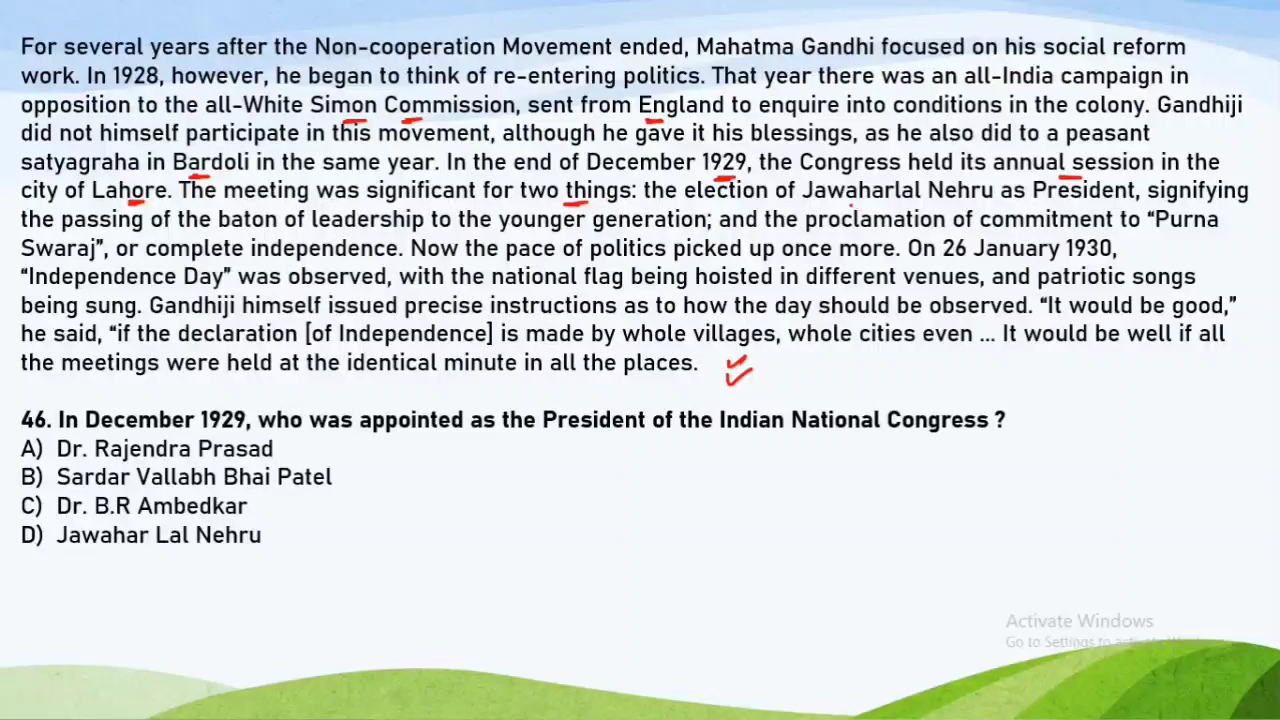 For several years after the Non-cooperation Movement ended, Mahatma Gandhi focused on his social reform
work. In 1928, however, he began to think of re-entering politics. That year there was an all-India campaign in
opposition to the all-White Simon Commission, sent from England to enquire into conditions in the colony. Gandhiji
did not himself participate in this movement, although he gave it his blessings, as he also did to a peasant
satyagraha in Bardoli in the same year. In the end of December 1929, the Congress held its annual session in the
city of Lahore. The meeting was significant for two things: the election of Jawaharlal Nehru as President, signifying
the passing of the baton of leadership to the younger generation; and the proclamation of commitment to “Purna
Swaraj”, or complete independence. Now the pace of politics picked up once more. On 26 January 1930,
“Independence Day” was observed, with the national flag being hoisted in different venues, and patriotic songs
being sung. Gandhiji himself issued precise instructions as to how the day should be observed. “It would be good,”
he said, “if the declaration [of Independence] is made by whole villages, whole cities even ... It would be well if all
the meetings were held at the identical minute in all the places.
46. In December 1929, who was appointed as the President of the Indian National Congress ?
A) Dr. Rajendra Prasad
B) Sardar Vallabh Bhai Patel
C) Dr. B.R Ambedkar
D) Jawahar Lal Nehru
Activate Windows
Go to Settings to